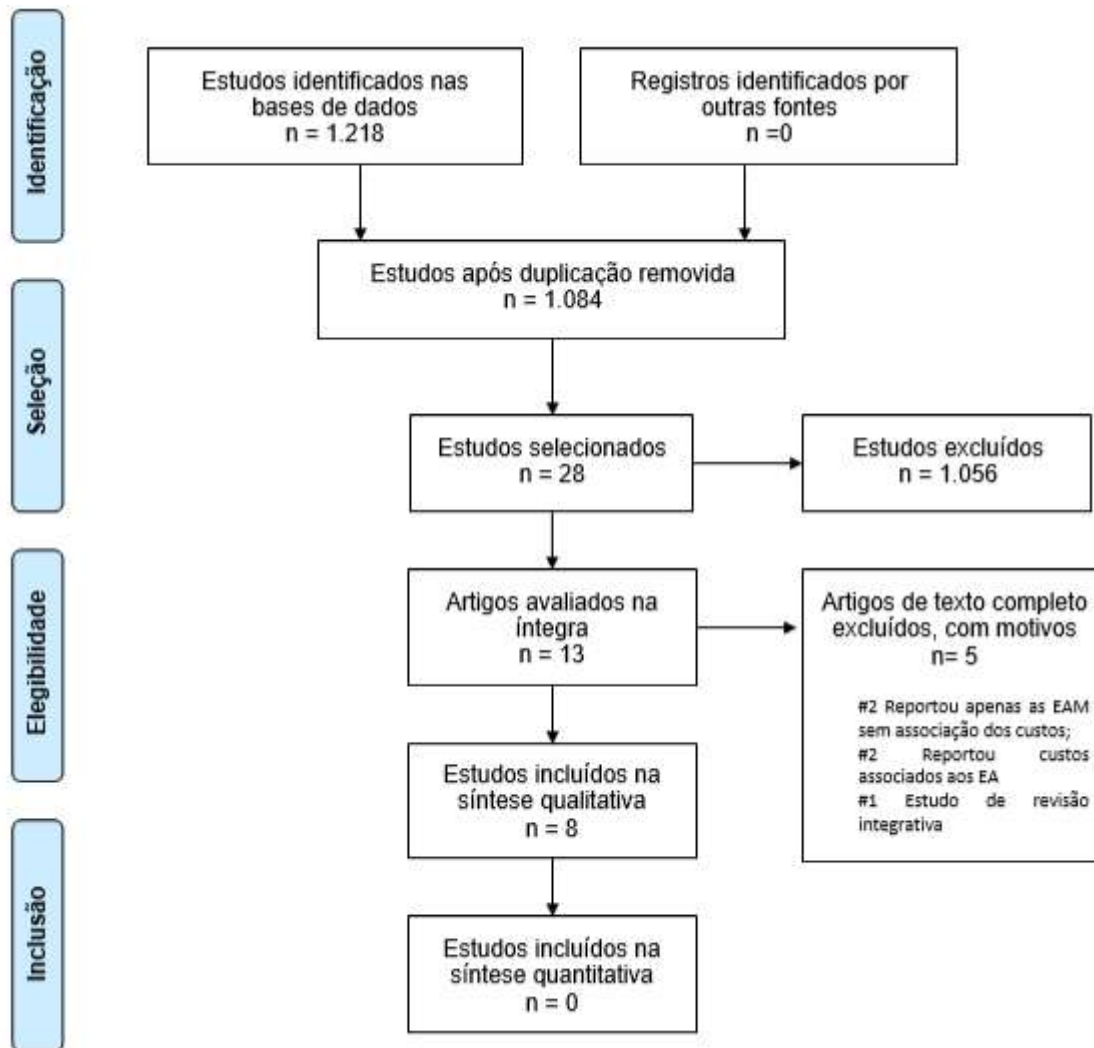 Identificação
Estudos identificados nas
bases de dados
n = 1.218
Registros identificados por
outras fontes
n =0
Estudos após duplicação removida
n = 1.084
Seleção
Estudos selecionados
n = 28
Estudos excluídos
n = 1.056
Elegibilidade
Artigos avaliados na
íntegra
n = 13
Artigos de texto completo
excluídos, com motivos
n= 5
#2 Reportou apenas as EAM
sem associação dos custos;
#2 Reportou custos
associados aos EA
#1 Estudo de revisão
integrativa
Estudos incluídos na
síntese qualitativa
n = 8
Inclusão
Estudos incluídos na
síntese quantitativa
n = 0